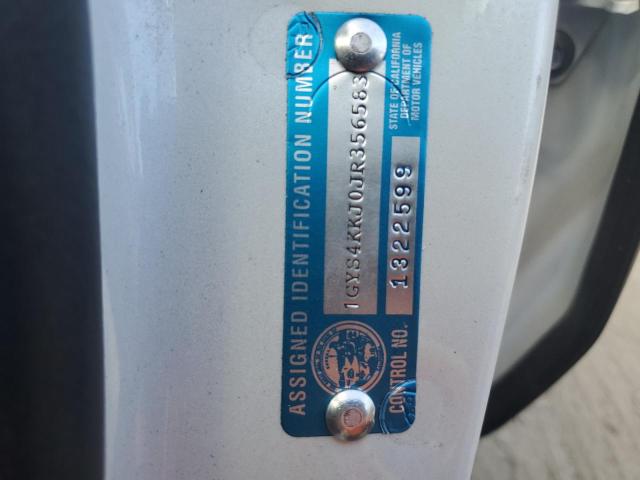 ASSIGNED IDENTIFICATION NUMBER
1GYS4KKJ0JR356583
CONTROL NO.
1322599
STATE OF CALIFORNIA
DEPARTMENT OF
MOTOR VEHICLES